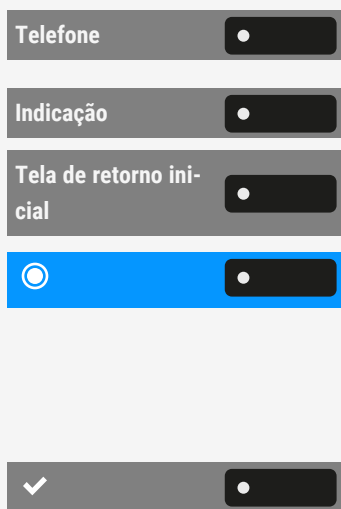 Telefone
Indicação
Tela de retorno ini-
cial